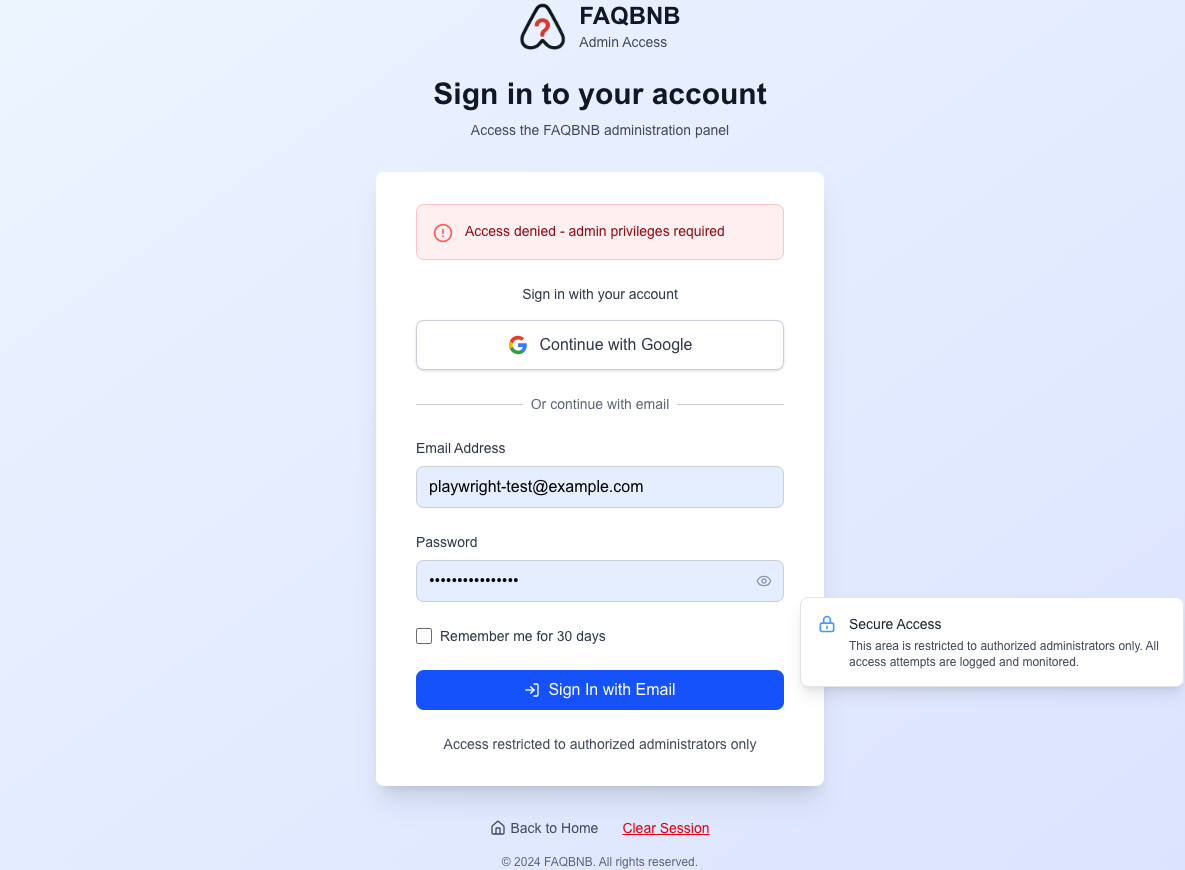 FAQBNB
Admin Access
Sign in to your account
Access the FAQBNB administration panel
Access denied - admin privileges required
Sign in with your account
Continue with Google
Or continue with email
Email Address
playwright-test@example.com
Password
••••••••••••••••
Remember me for 30 days
Sign In with Email
Access restricted to authorized administrators only
Secure Access
This area is restricted to authorized administrators only. All
access attempts are logged and monitored.
Back to Home
Clear Session
© 2024 FAQBNB. All rights reserved.